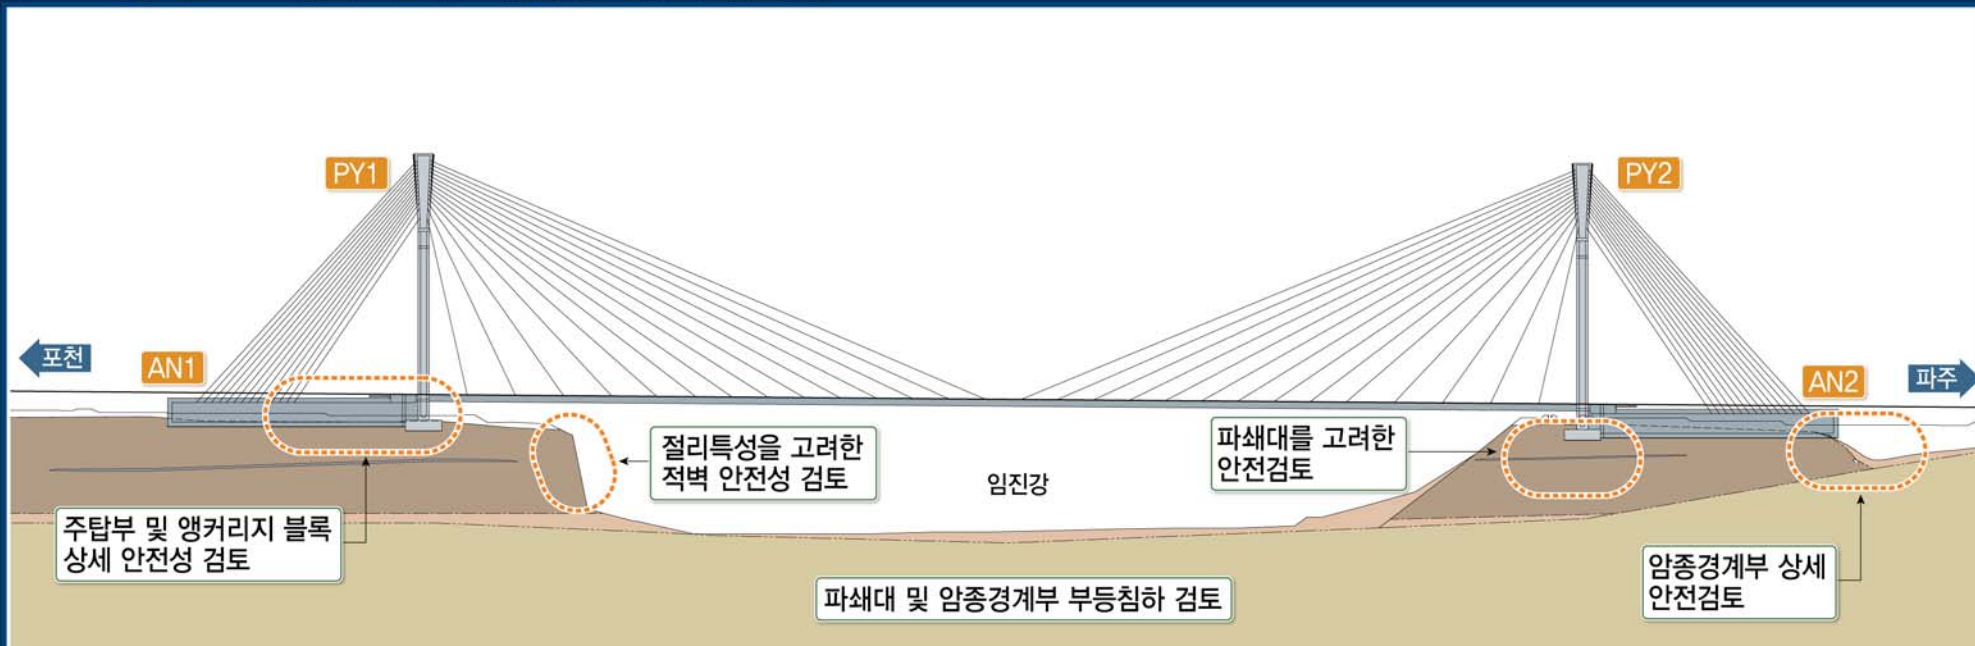 PY1
PY2
포천
AN1
AN2
파주
절리특성을 고려한
적벽 안전성 검토
임진강
파쇄대를 고려한
안전검토
주탑부 및 앵커리지 블록
상세 안전성 검토
파쇄대 및 암종경계부 부등침하 검토
암종경계부 상세
안전검토